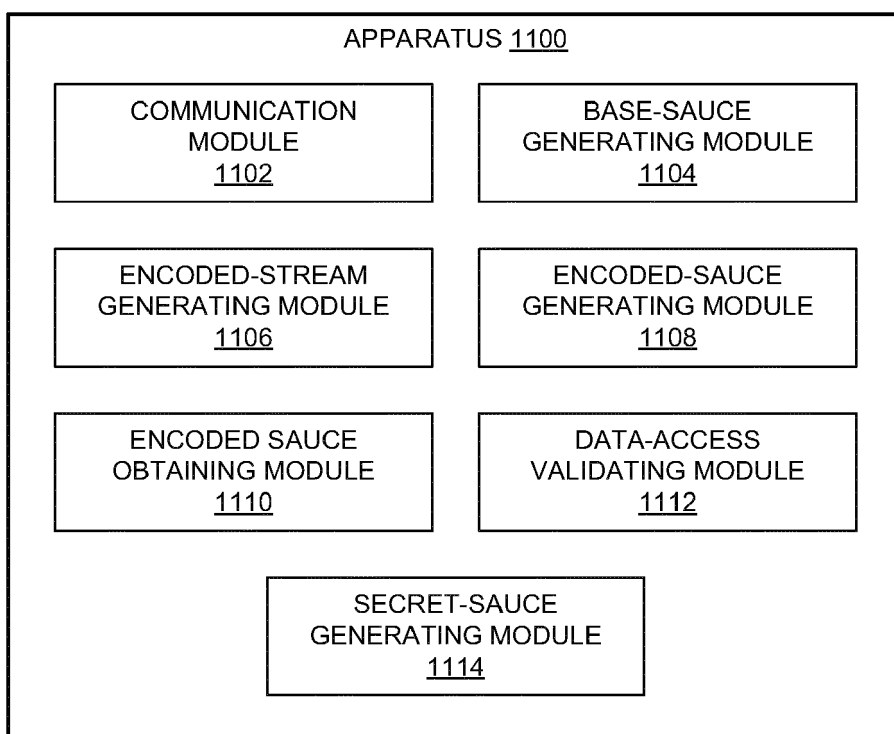 APPARATUS 1100
COMMUNICATION
MODULE
1102
BASE-SAUCE
GENERATING MODULE
1104
ENCODED-STREAM
GENERATING MODULE
1106
ENCODED-SAUCE
GENERATING MODULE
1108
ENCODED SAUCE
OBTAINING MODULE
1110
DATA-ACCESS
VALIDATING MODULE
1112
SECRET-SAUCE
GENERATING MODULE
1114